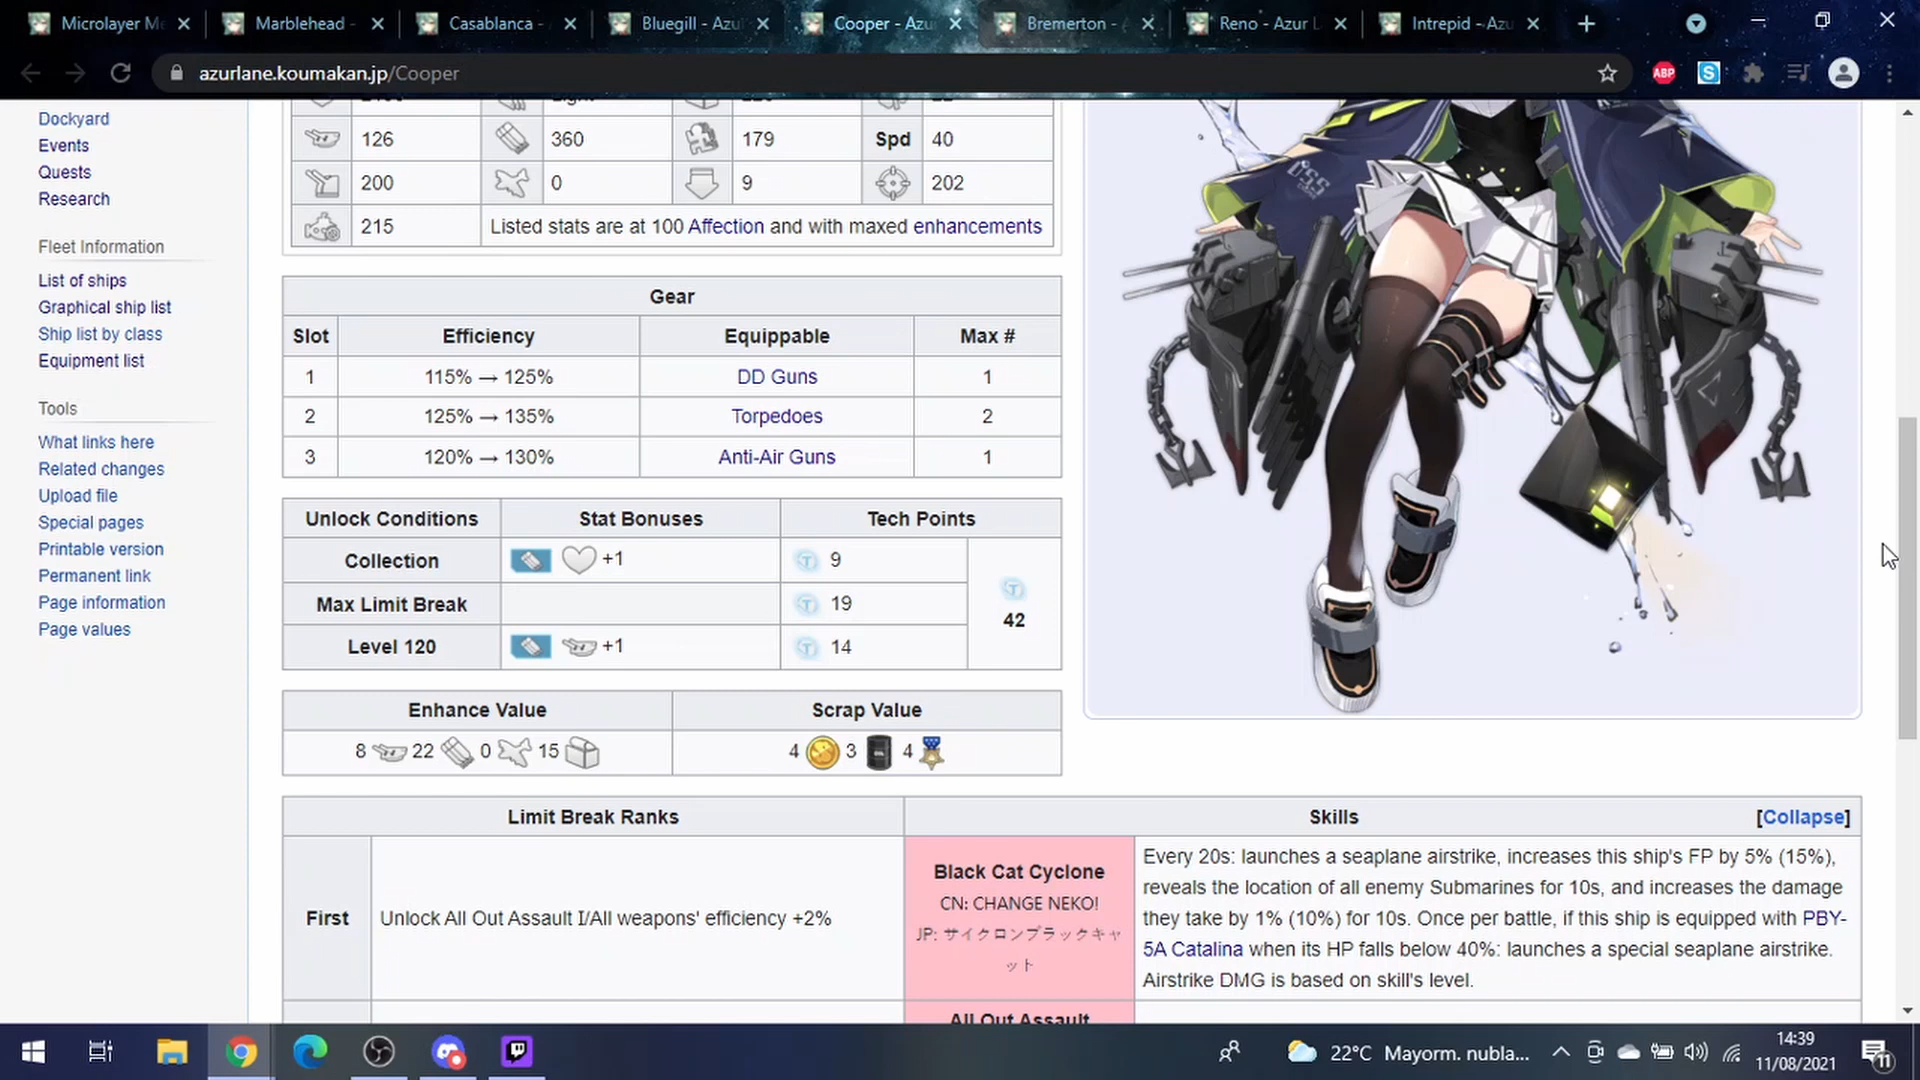 Microlayer Me
Marblehead -
Casablanca -
Bluegill - Azu
Cooper - Azu
Bremerton -
Reno - Azur L
Intrepid - Azu
azurlane.koumakan.jp/Cooper
ABP
Dockyard
Events
Quests
Research
Fleet Information
List of ships
Graphical ship list
Ship list by class
Equipment list
Tools
What links here
Related changes
Upload file
Special pages
Printable version
Permanent link
Page information
Page values
126 360 179 Spd 40
200 0 9 202
215 Listed stats are at 100 Affection and with maxed enhancements
Gear
Slot Efficiency Equippable Max #
1 115% → 125% DD Guns 1
2 125% → 135% Torpedoes 2
3 120% → 130% Anti-Air Guns 1
Unlock Conditions Stat Bonuses Tech Points
Collection +1 9
Max Limit Break 19
Level 120 +1 14
42
Enhance Value Scrap Value
8 22 0 15 4 3 4
Limit Break Ranks Skills [Collapse]
First Unlock All Out Assault I/All weapons' efficiency +2%
Black Cat Cyclone
CN: CHANGE NEKO!
JP: サイクロンブラックキャ
ット
Every 20s: launches a seaplane airstrike, increases this ship's FP by 5% (15%),
reveals the location of all enemy Submarines for 10s, and increases the damage
they take by 1% (10%) for 10s. Once per battle, if this ship is equipped with PBY-
5A Catalina when its HP falls below 40%: launches a special seaplane airstrike.
Airstrike DMG is based on skill's level.
All Out Assault
22°C Mayorm. nubla...
14:39
11/08/2021
11